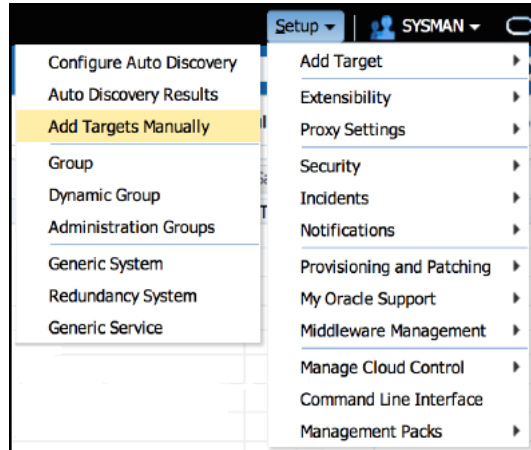 Setup
SYSMAN
Configure Auto Discovery
Auto Discovery Results
Add Targets Manually
Group
Dynamic Group
Administration Groups
Generic System
Redundancy System
Generic Service
Add Target
Extensibility
Proxy Settings
Security
Incidents
Notifications
Provisioning and Patching
My Oracle Support
Middleware Management
Manage Cloud Control
Command Line Interface
Management Packs